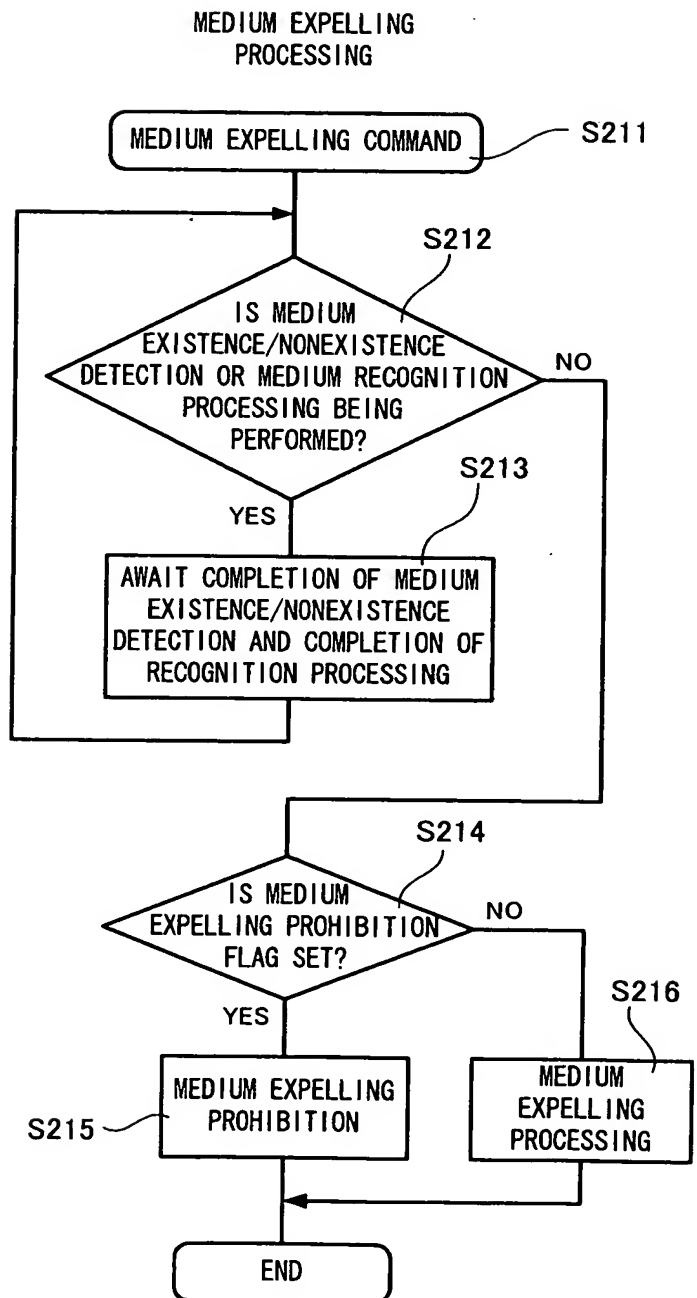 MEDIUM EXPELLING
PROCESSING
MEDIUM EXPELLING COMMAND
S211
S212
IS MEDIUM
EXISTENCE/NONEXISTENCE
DETECTION OR MEDIUM RECOGNITION
PROCESSING BEING
PERFORMED?
NO
YES
S213
AWAIT COMPLETION OF MEDIUM
EXISTENCE/NONEXISTENCE
DETECTION AND COMPLETION OF
RECOGNITION PROCESSING
S214
IS MEDIUM
EXPELLING PROHIBITION
FLAG SET?
NO
YES
S216
MEDIUM EXPELLING
PROHIBITION
S215
MEDIUM
EXPELLING
PROCESSING
END